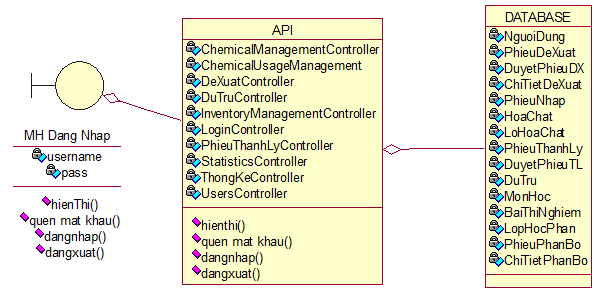 MH Dang Nhap
username
pass
hienThi()
quen mat khau()
dangnhap()
dangxuat()
API
ChemicalManagementController
ChemicalUsageManagement
DeXuatController
DuTruController
InventoryManagementController
LoginController
PhieuThanhLyController
StatisticsController
ThongKeController
UsersController
hienthi()
quen mat khau()
dangnhap()
dangxuat()
DATABASE
NguoiDung
PhieuDeXuat
DuyetPhieuDX
ChiTietDeXuat
PhieuNhap
HoaChat
LoHoaChat
PhieuThanhLy
DuyetPhieuTL
DuTru
MonHoc
BaiThiNghiem
LopHocPhan
PhieuPhanBo
ChiTietPhanBo